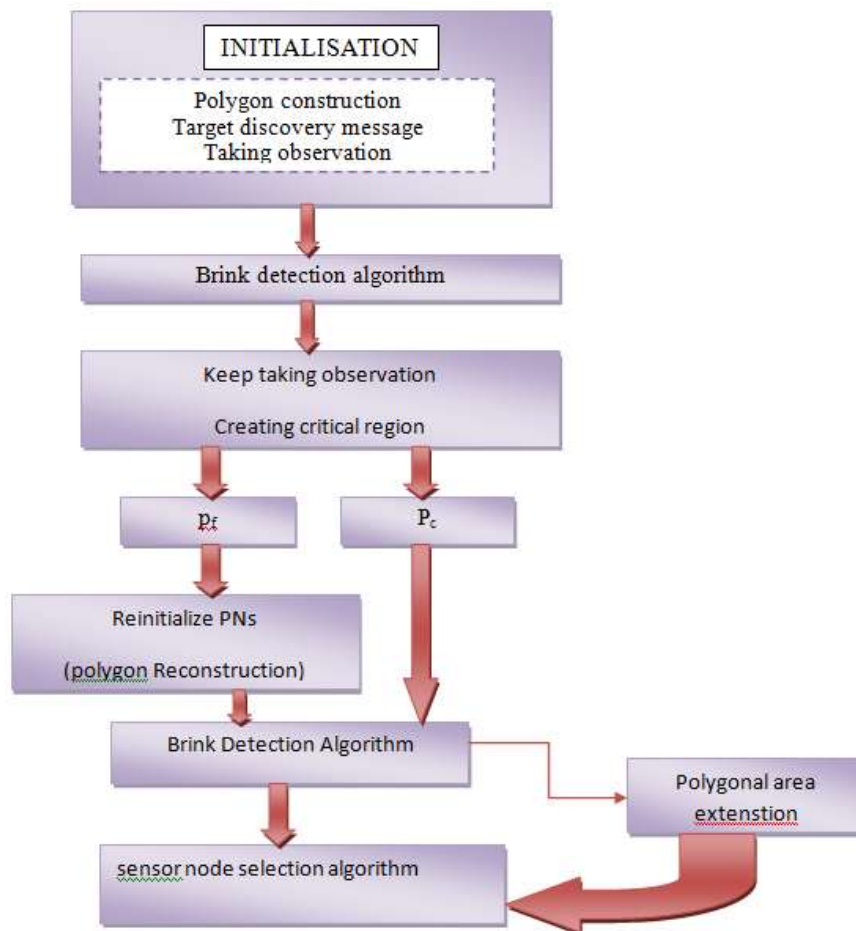 INITIALISATION
Polygon construction
Target discovery message
Taking observation
Brink detection algorithm
Keep taking observation
Creating critical region
pf
Pc
Reinitialize PNs
(polygon Reconstruction)
Brink Detection Algorithm
Polygonal area
extenstion
sensor node selection algorithm